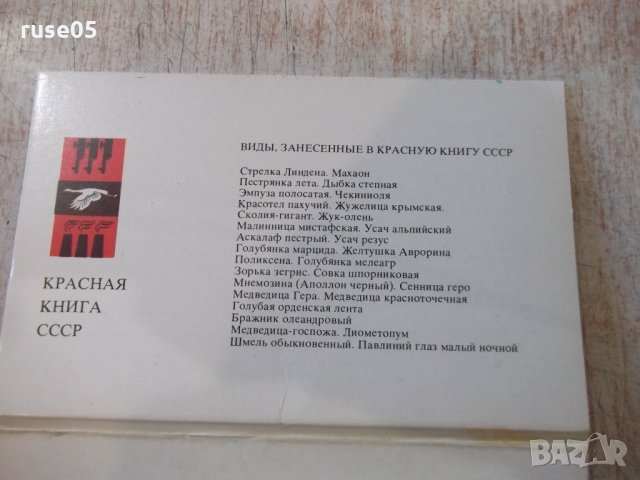 ruse05
ВИДЫ, ЗАНЕСЕННЫЕ В КРАСНУЮ КНИГУ СССР
Стрелка Линдена. Махаон
Пестрянка лета. Дыбка степная
Эмпуза полосатая. Чекиниоля
Красотел пахучий. Жужелица крымская.
Сколия-гигант. Жук-олень
Малинница мистафская. Усач альпийский
Аскалаф пестрый. Усач резус
Голубянка марцида. Желтушка Аврорина
Поликсена. Голубянка мелеагр
Зорька зегрис. Совка шпорниковая
Мнемозина (Аполлон черный). Сенница геро
Медведица Гера. Медведица красноточечная
Голубая орденская лента
Бражник олеандровый
Медведица-госпожа. Лиометопум
Шмель обыкновенный. Павлиний глаз малый ночной
КРАСНАЯ
КНИГА
СССР
BAZAR